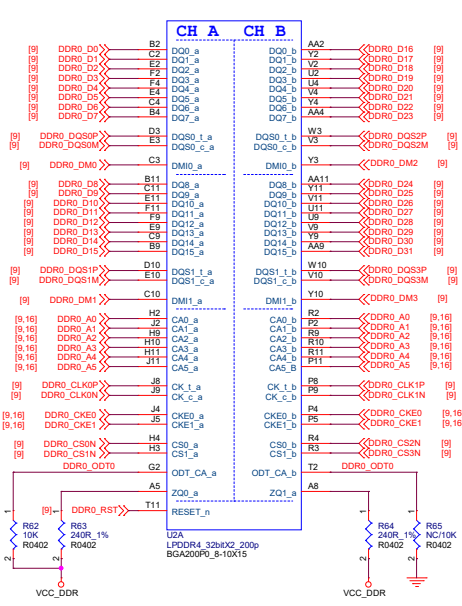 CH A CH B
[9] DDR0_D0 B2 DQ0_a DQ0_b AA2 DDR0_D16 [9]
[9] DDR0_D1 C2 DQ1_a DQ1_b Y2 DDR0_D17 [9]
[9] DDR0_D2 E2 DQ2_a DQ2_b V2 DDR0_D18 [9]
[9] DDR0_D3 F2 DQ3_a DQ3_b U2 DDR0_D19 [9]
[9] DDR0_D4 F4 DQ4_a DQ4_b U4 DDR0_D20 [9]
[9] DDR0_D5 E4 DQ5_a DQ5_b V4 DDR0_D21 [9]
[9] DDR0_D6 C4 DQ6_a DQ6_b Y4 DDR0_D22 [9]
[9] DDR0_D7 B4 DQ7_a DQ7_b AA4 DDR0_D23 [9]
[9] DDR0_DQS0P D3 DQS0_t_a DQS0_t_b W3 DDR0_DQS2P [9]
[9] DDR0_DQS0M E3 DQS0_c_a DQS0_c_b V3 DDR0_DQS2M [9]
[9] DDR0_DM0 C3 DMI0_a DMI0_b Y3 DDR0_DM2 [9]
[9] DDR0_D8 B11 DQ8_a DQ8_b AA11 DDR0_D24 [9]
[9] DDR0_D9 C11 DQ9_a DQ9_b Y11 DDR0_D25 [9]
[9] DDR0_D10 E11 DQ10_a DQ10_b V11 DDR0_D26 [9]
[9] DDR0_D11 F11 DQ11_a DQ11_b U11 DDR0_D27 [9]
[9] DDR0_D12 F9 DQ12_a DQ12_b U9 DDR0_D28 [9]
[9] DDR0_D13 E9 DQ13_a DQ13_b V9 DDR0_D29 [9]
[9] DDR0_D14 C9 DQ14_a DQ14_b Y9 DDR0_D30 [9]
[9] DDR0_D15 B9 DQ15_a DQ15_b AA9 DDR0_D31 [9]
[9] DDR0_DQS1P D10 DQS1_t_a DQS1_t_b W10 DDR0_DQS3P [9]
[9] DDR0_DQS1M E10 DQS1_c_a DQS1_c_b V10 DDR0_DQS3M [9]
[9] DDR0_DM1 C10 DMI1_a DMI1_b Y10 DDR0_DM3 [9]
[9,16] DDR0_A0 H2 CA0_a CA0_b R2 DDR0_A0 [9,16]
[9,16] DDR0_A1 J2 CA1_a CA1_b P2 DDR0_A1 [9,16]
[9,16] DDR0_A2 H9 CA2_a CA2_b R9 DDR0_A2 [9,16]
[9,16] DDR0_A3 H10 CA3_a CA3_b R10 DDR0_A3 [9,16]
[9,16] DDR0_A4 H11 CA4_a CA4_b R11 DDR0_A4 [9,16]
[9,16] DDR0_A5 J11 CA5_a CA5_B P11 DDR0_A5 [9,16]
[9] DDR0_CLK0P J8 CK_t_a CK_t_b P8 DDR0_CLK1P [9]
[9] DDR0_CLK0N J9 CK_c_a CK_c_b P9 DDR0_CLK1N [9]
[9,16] DDR0_CKE0 J4 CKE0_a CKE0_b P4 DDR0_CKE0 [9,16]
[9,16] DDR0_CKE1 J5 CKE1_a CKE1_b P5 DDR0_CKE1 [9,16]
[9] DDR0_CS0N H4 CS0_a CS0_b R4 DDR0_CS2N [9]
[9] DDR0_CS1N H3 CS1_a CS1_b R3 DDR0_CS3N [9]
DDR0_ODT0 G2 ODT_CA_a ODT_CA_b T2 DDR0_ODT0
A5 ZQ0_a ZQ1_a A8
[9] DDR0_RST T11 RESET_n
1 1 1 1
R62 R63 U2A R64 R65
10K 240R_1% LPDDR4_32bitX2_200p 240R_1% NC/10K
R0402 R0402 BGA200P0_8-10X15 R0402 R0402
2 2 2 2
VCC_DDR VCC_DDR